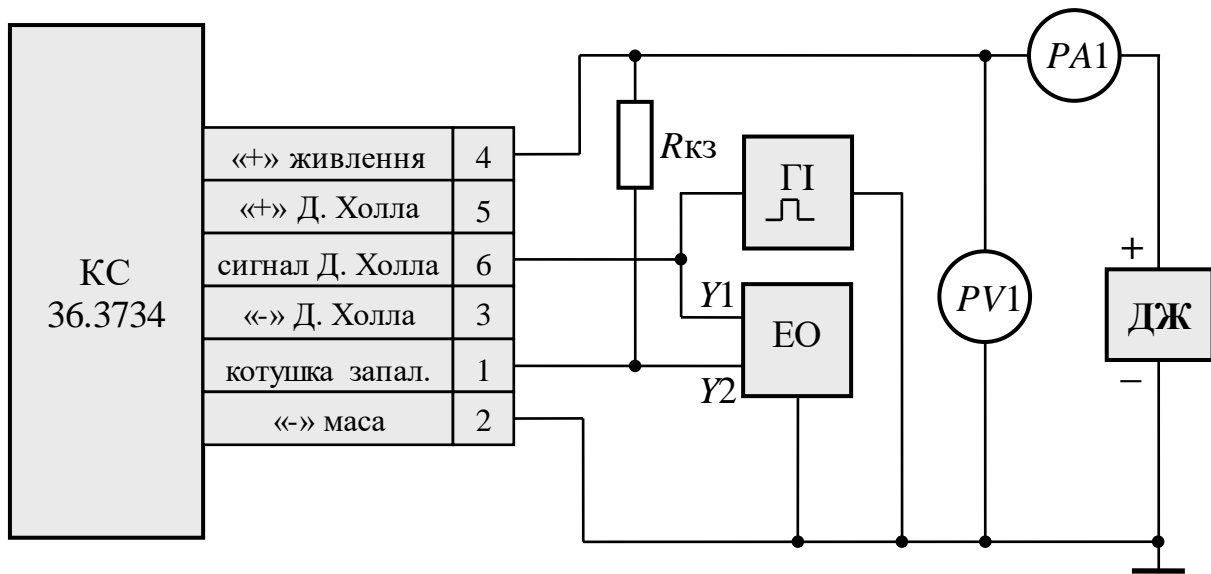 КС
36.3734
«+» живлення 4
«+» Д. Холла 5
сигнал Д. Холла 6
«-» Д. Холла 3
котушка запал. 1
«-» маса 2
Rкз
ГІ
Y1
Y2
ЕО
PV1
PA1
+
ДЖ
–